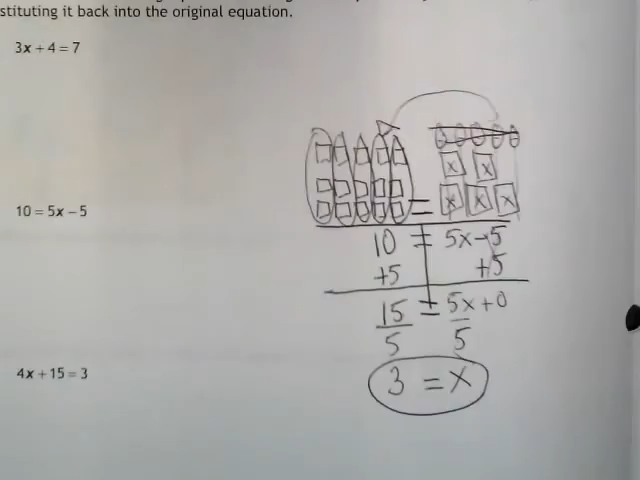 stituting it back into the original equation.
3x + 4 = 7
10 = 5x − 5
4x + 15 = 3
x x
x x x
=
10 = 5x − 5
+5 +5
15 = 5x + 0
5 5
3 = x